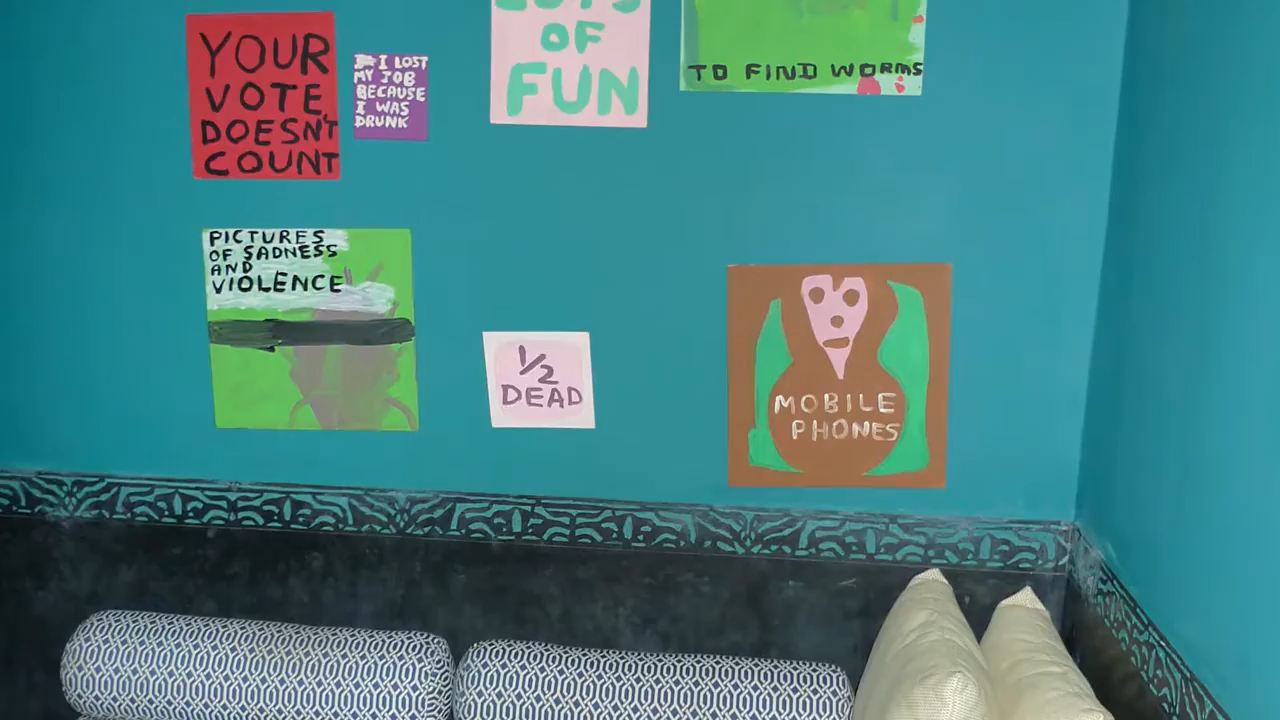 YOUR
VOTE
DOESN'T
COUNT
I LOST
MY JOB
BECAUSE
I WAS
DRUNK
OF
FUN
TO FIND WORMS
PICTURES
OF SADNESS
AND
VIOLENCE
1/2
DEAD
MOBILE
PHONES